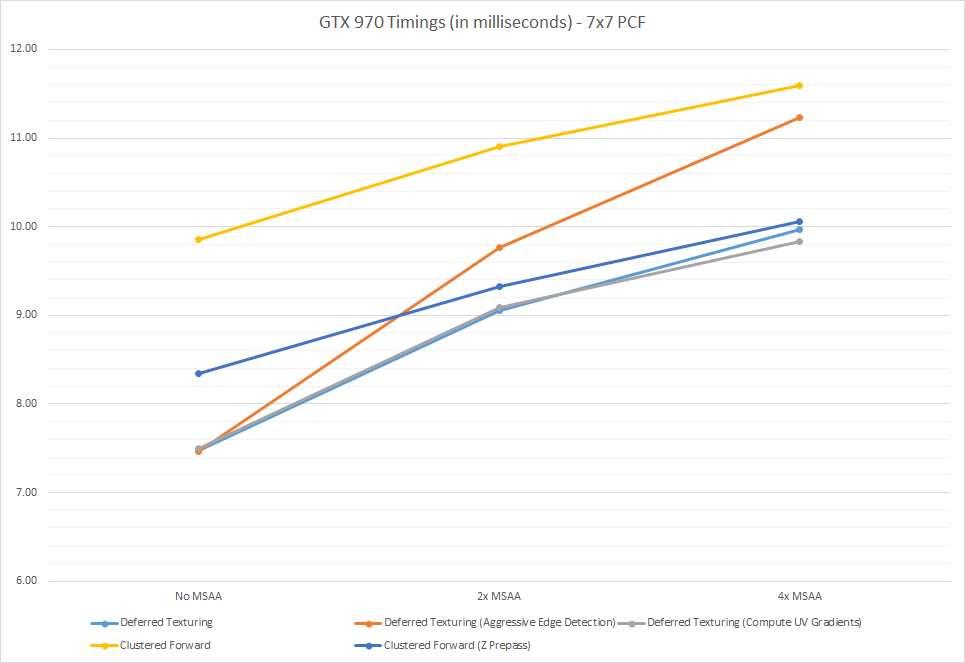 GTX 970 Timings (in milliseconds) - 7x7 PCF
12.00
11.00
10.00
9.00
8.00
7.00
6.00
No MSAA 2x MSAA 4x MSAA
Deferred Texturing Deferred Texturing (Aggressive Edge Detection) Deferred Texturing (Compute UV Gradients)
Clustered Forward Clustered Forward (Z Prepass)